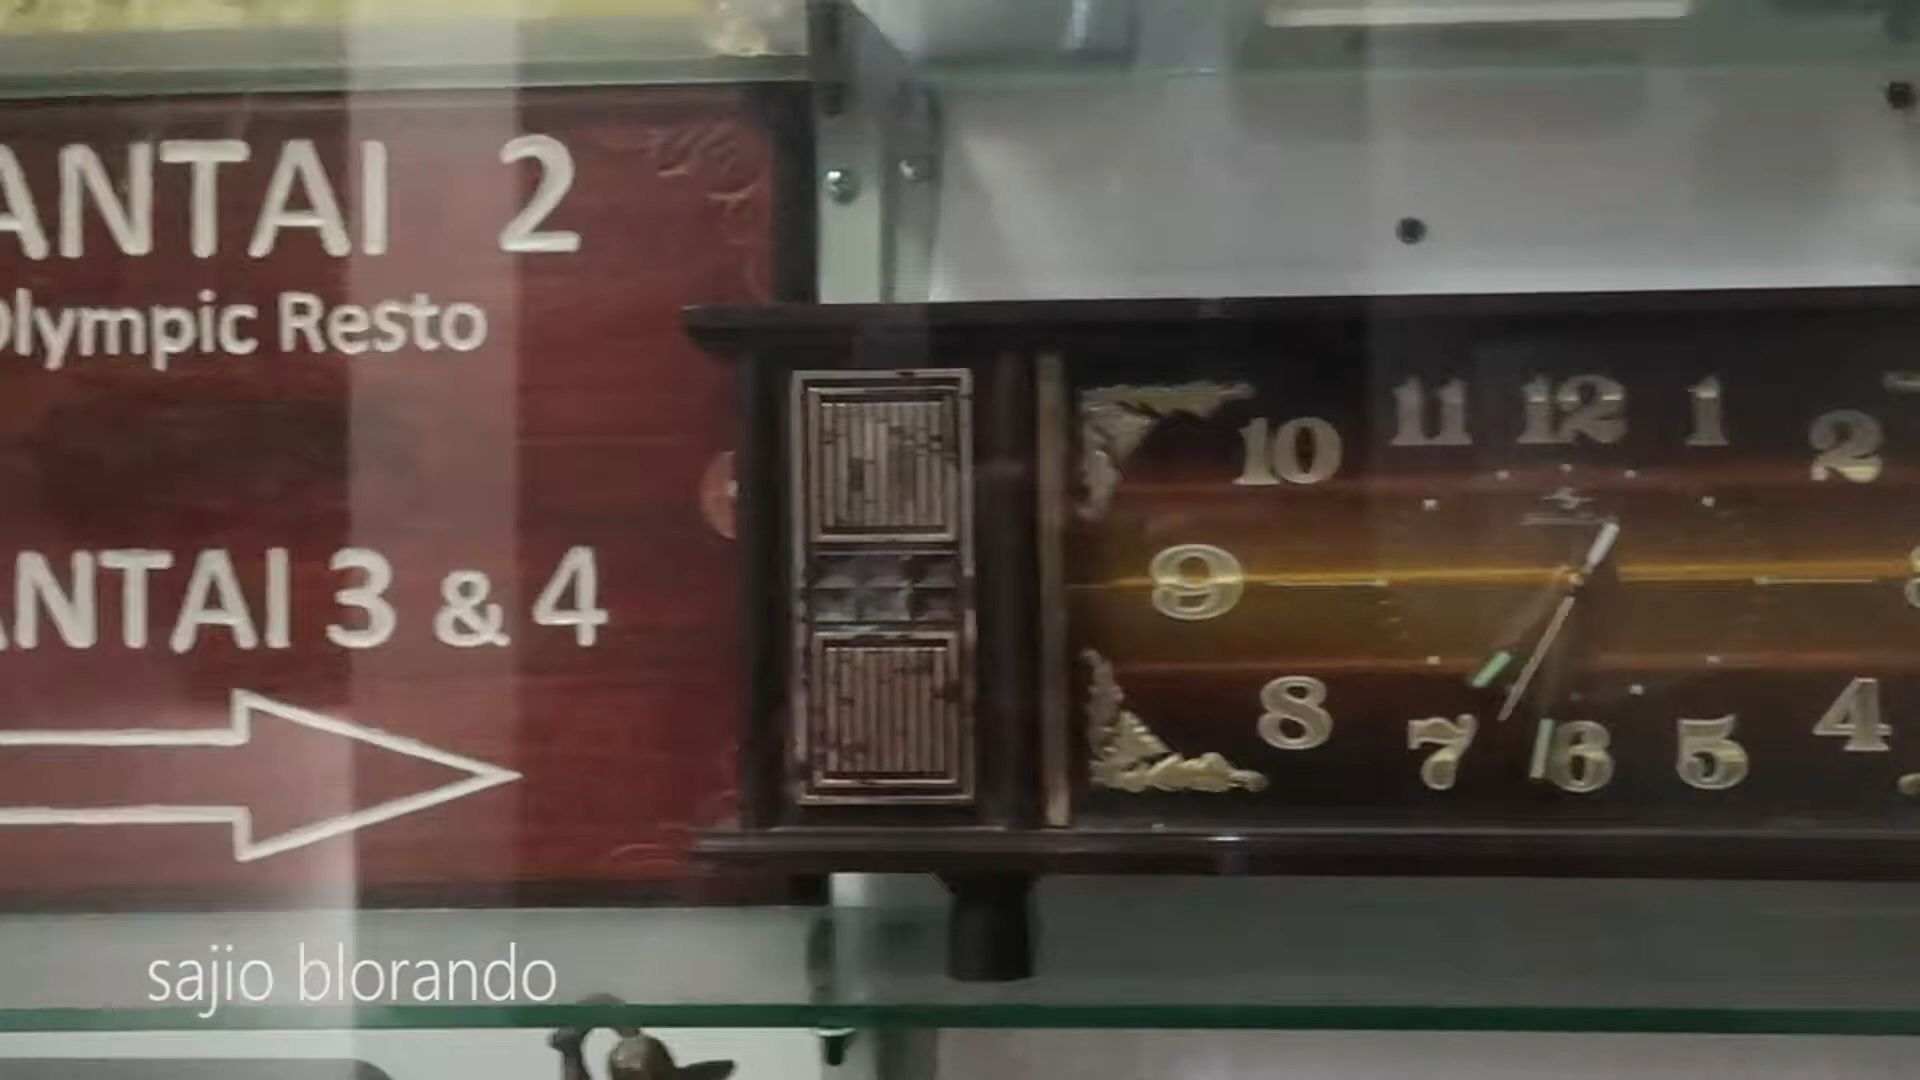 ANTAI 2
Olympic Resto
ANTAI 3 & 4
10 11 12 1 2
9
8 7 6 5 4
sajio blorando